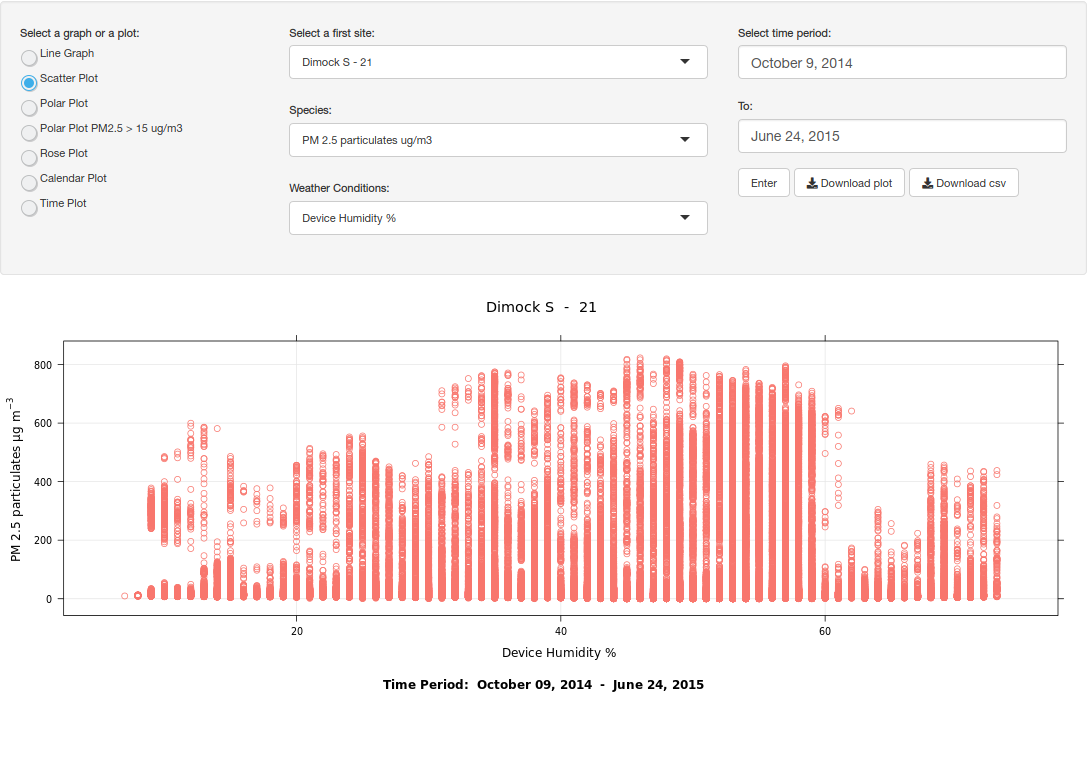 Select a graph or a plot:
Line Graph
Scatter Plot
Polar Plot
Polar Plot PM2.5 > 15 ug/m3
Rose Plot
Calendar Plot
Time Plot
Select a first site:
Dimock S - 21
Species:
PM 2.5 particulates ug/m3
Weather Conditions:
Device Humidity %
Select time period:
October 9, 2014
To:
June 24, 2015
Enter
Download plot
Download csv
Dimock S - 21
PM 2.5 particulates µg m⁻³
800
600
400
200
0
20
40
60
Device Humidity %
Time Period: October 09, 2014 - June 24, 2015